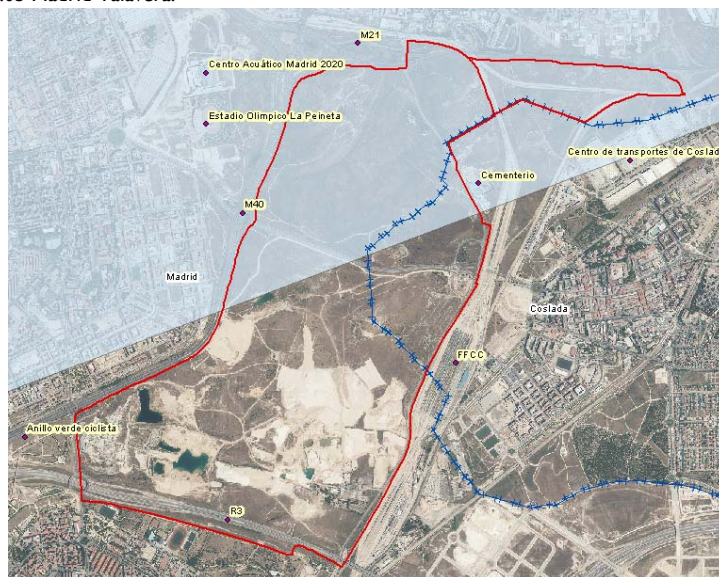 M21
Centro Acuático Madrid 2020
Estadio Olimpico La Peineta
Centro de transportes de Coslad
Cementerio
M40
Madrid
Coslada
FFCC
Anillo verde ciclista
R3